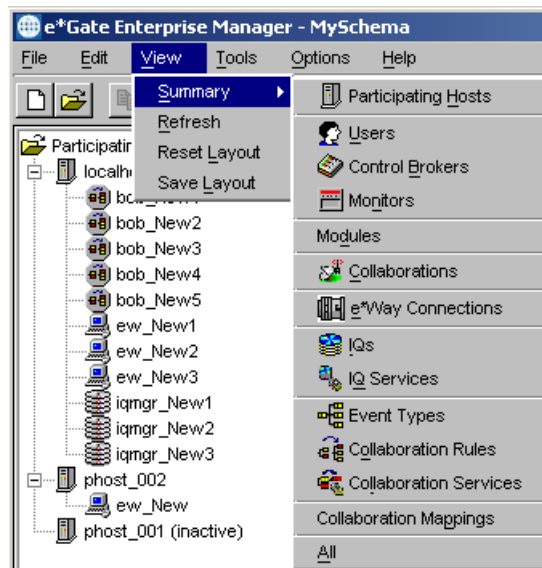 e*Gate Enterprise Manager - MySchema
File Edit View Tools Options Help
Summary
Refresh
Reset Layout
Save Layout
Participating Hosts
Users
Control Brokers
Monitors
Modules
Collaborations
e*Way Connections
IQs
IQ Services
Event Types
Collaboration Rules
Collaboration Services
Collaboration Mappings
All
bob_New2
bob_New3
bob_New4
bob_New5
ew_New1
ew_New2
ew_New3
iqmgr_New1
iqmgr_New2
iqmgr_New3
phost_002
ew_New
phost_001 (inactive)